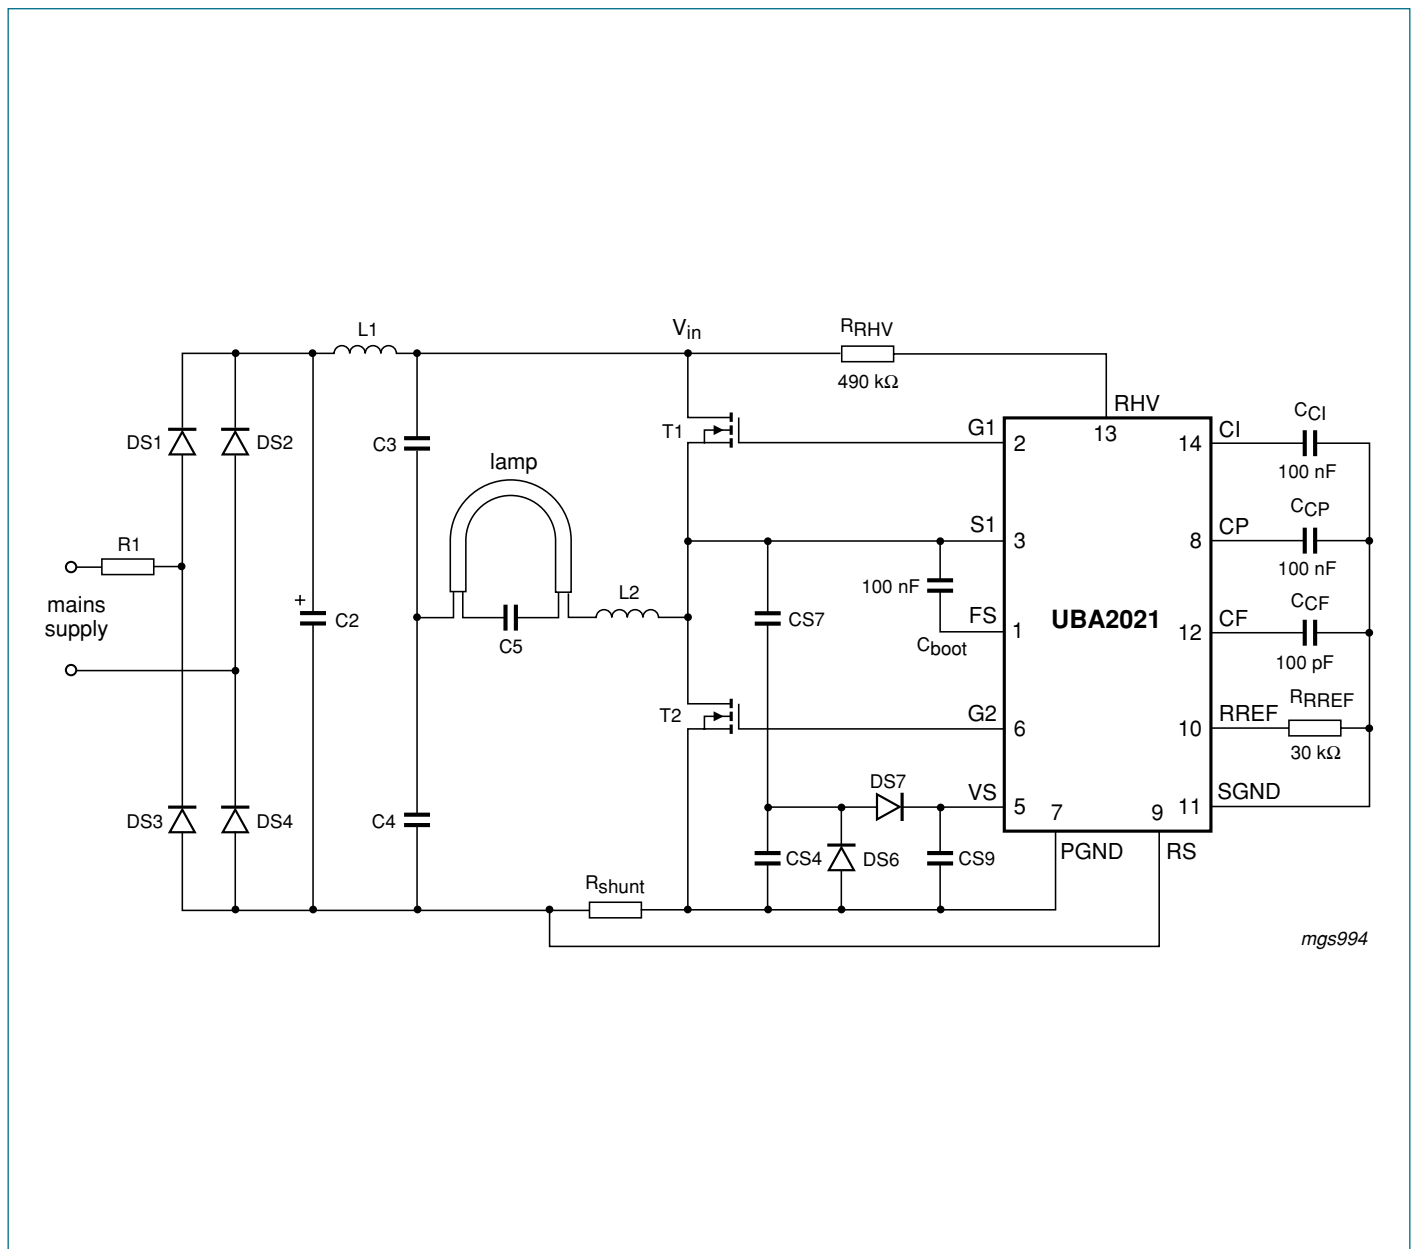 L1
Vin
RRHV
490 kΩ
RHV
13
DS1
DS2
C3
T1
G1
2
14
CI
CCI
100 nF
lamp
S1
3
8
CP
CCP
100 nF
R1
mains
supply
+
C2
C5
L2
CS7
100 nF
FS
Cboot
1
UBA2021
12
CF
CCF
100 pF
T2
G2
6
10
RREF
RRREF
30 kΩ
DS3
DS4
C4
DS7
VS
5
7
9
11
SGND
CS4
DS6
CS9
PGND
RS
Rshunt
mgs994